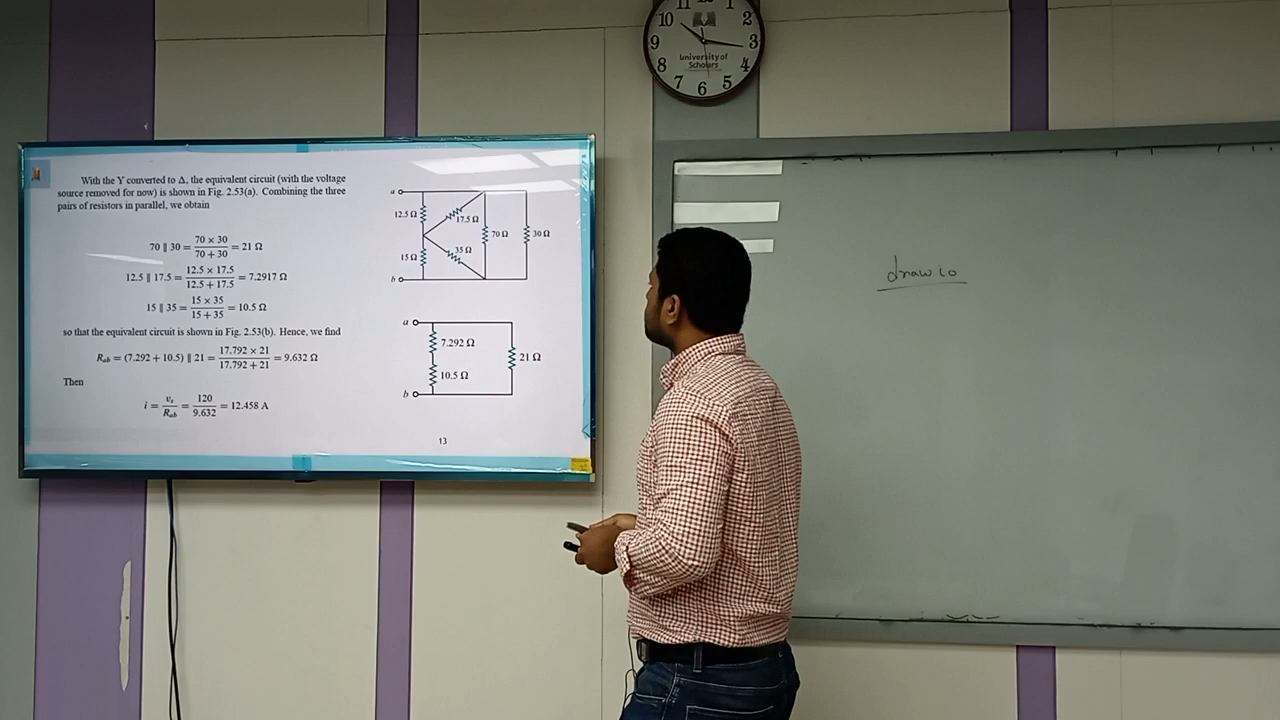 With the Y converted to Δ, the equivalent circuit (with the voltage
source removed for now) is shown in Fig. 2.53(a). Combining the three
pairs of resistors in parallel, we obtain
70 ∥ 30 = 70 × 30 / 70 + 30 = 21 Ω
12.5 ∥ 17.5 = 12.5 × 17.5 / 12.5 + 17.5 = 7.2917 Ω
15 ∥ 35 = 15 × 35 / 15 + 35 = 10.5 Ω
so that the equivalent circuit is shown in Fig. 2.53(b). Hence, we find
R_ab = (7.292 + 10.5) ∥ 21 = 17.792 × 21 / 17.792 + 21 = 9.632 Ω
Then
i = v_s / R_ab = 120 / 9.632 = 12.458 A
a
12.5 Ω
17.5 Ω
70 Ω
30 Ω
15 Ω
35 Ω
b
a
7.292 Ω
21 Ω
10.5 Ω
b
13
11 12 1
10 2
9 3
8 4
7 6 5
University of
Scholars
draw io